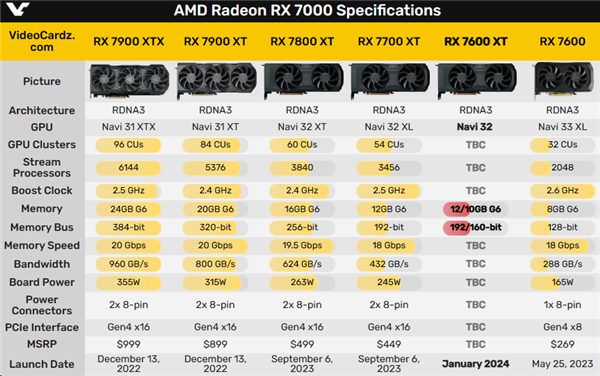 AMD Radeon RX 7000 Specifications
VideoCardz.com RX 7900 XTX RX 7900 XT RX 7800 XT RX 7700 XT RX 7600 XT RX 7600
Picture
Architecture RDNA3 RDNA3 RDNA3 RDNA3 RDNA3 RDNA3
GPU Navi 31 XTX Navi 31 XT Navi 32 XT Navi 32 XL Navi 32 Navi 33 XL
GPU Clusters 96 CUs 84 CUs 60 CUs 54 CUs TBC 32 CUs
Stream Processors 6144 5376 3840 3456 TBC 2048
Boost Clock 2.5 GHz 2.4 GHz 2.4 GHz 2.5 GHz TBC 2.6 GHz
Memory 24GB G6 20GB G6 16GB G6 12GB G6 12/10GB G6 8GB G6
Memory Bus 384-bit 320-bit 256-bit 192-bit 192/160-bit 128-bit
Memory Speed 20 Gbps 20 Gbps 19.5 Gbps 18 Gbps TBC 18 Gbps
Bandwidth 960 GB/s 800 GB/s 624 GB/s 432 GB/s TBC 288 GB/s
Board Power 355W 315W 263W 245W TBC 165W
Power Connectors 2x 8-pin 2x 8-pin 2x 8-pin 2x 8-pin TBC 1x 8-pin
PCIe Interface Gen4 x16 Gen4 x16 Gen4 x16 Gen4 x16 TBC Gen4 x8
MSRP $999 $899 $499 $449 TBC $269
Launch Date December 13, 2022 December 13, 2022 September 6, 2023 September 6, 2023 January 2024 May 25, 2023